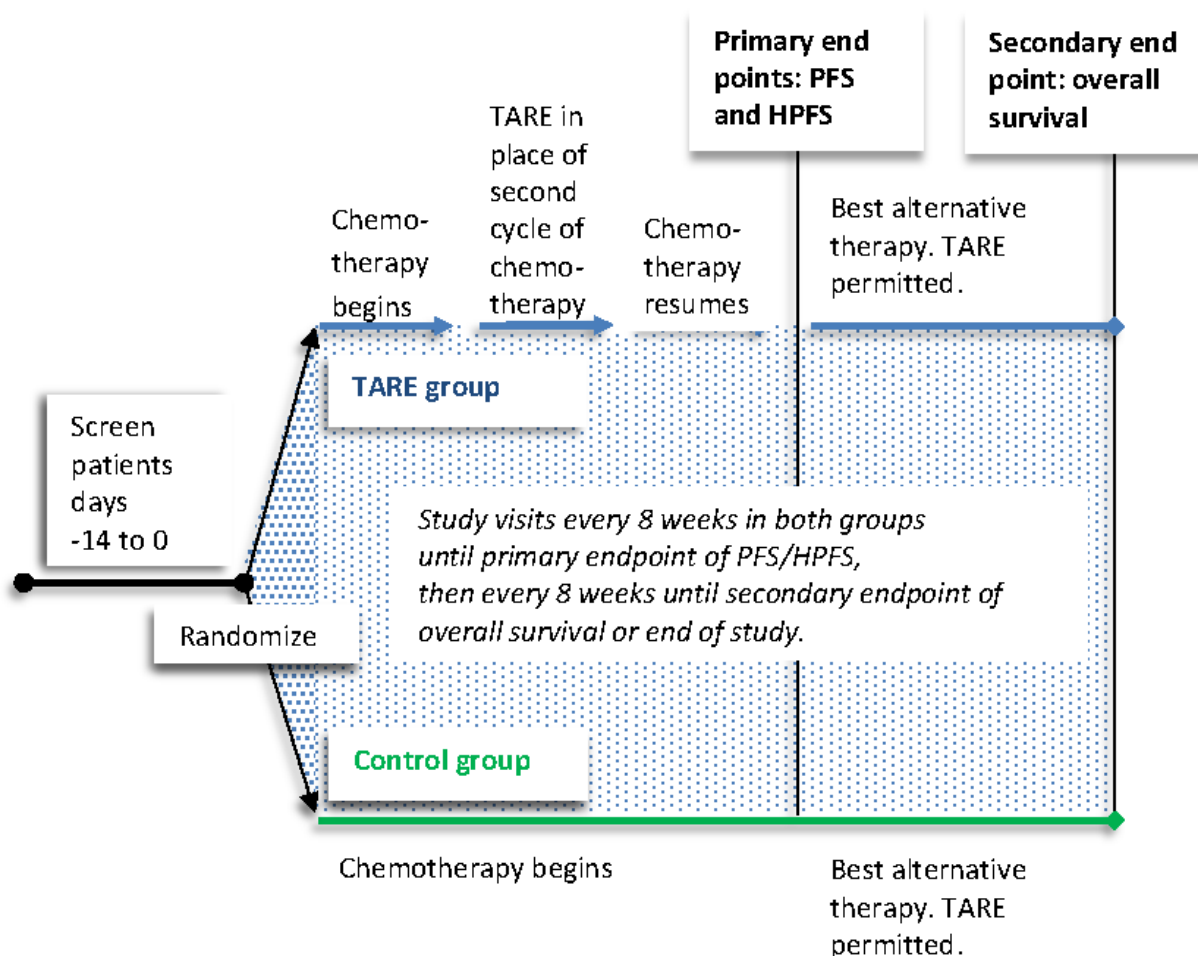 Primary end
points: PFS
and HPFS
Secondary end
point: overall
survival
TARE in
place of
second
cycle of
chemo-
therapy
Chemo-
therapy
begins
Chemo-
therapy
resumes
Best alternative
therapy. TARE
permitted.
TARE group
Screen
patients
days
-14 to 0
Study visits every 8 weeks in both groups
until primary endpoint of PFS/HPFS,
then every 8 weeks until secondary endpoint of
overall survival or end of study.
Randomize
Control group
Chemotherapy begins
Best alternative
therapy. TARE
permitted.